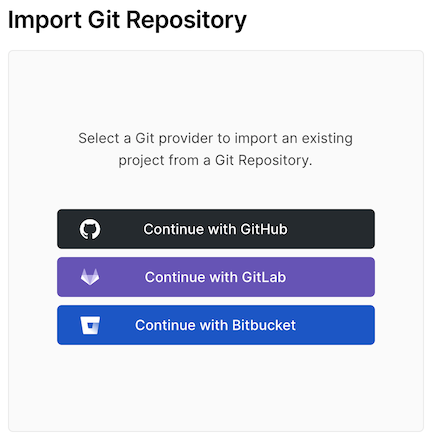 Import Git Repository
Select a Git provider to import an existing
project from a Git Repository.
Continue with GitHub
Continue with GitLab
Continue with Bitbucket